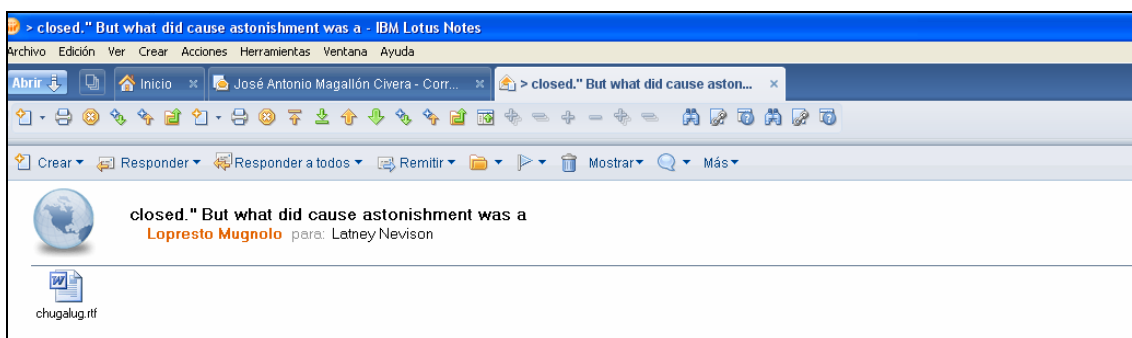 > closed." But what did cause astonishment was a - IBM Lotus Notes
Archivo Edición Ver Crear Acciones Herramientas Ventana Ayuda
Abrir Inicio José Antonio Magallón Civera - Corr... > closed." But what did cause aston...
Crear Responder Responder a todos Remitir Mostrar Más
closed." But what did cause astonishment was a
Lopresto Mugnolo para: Latney Nevison
chugalug.rtf